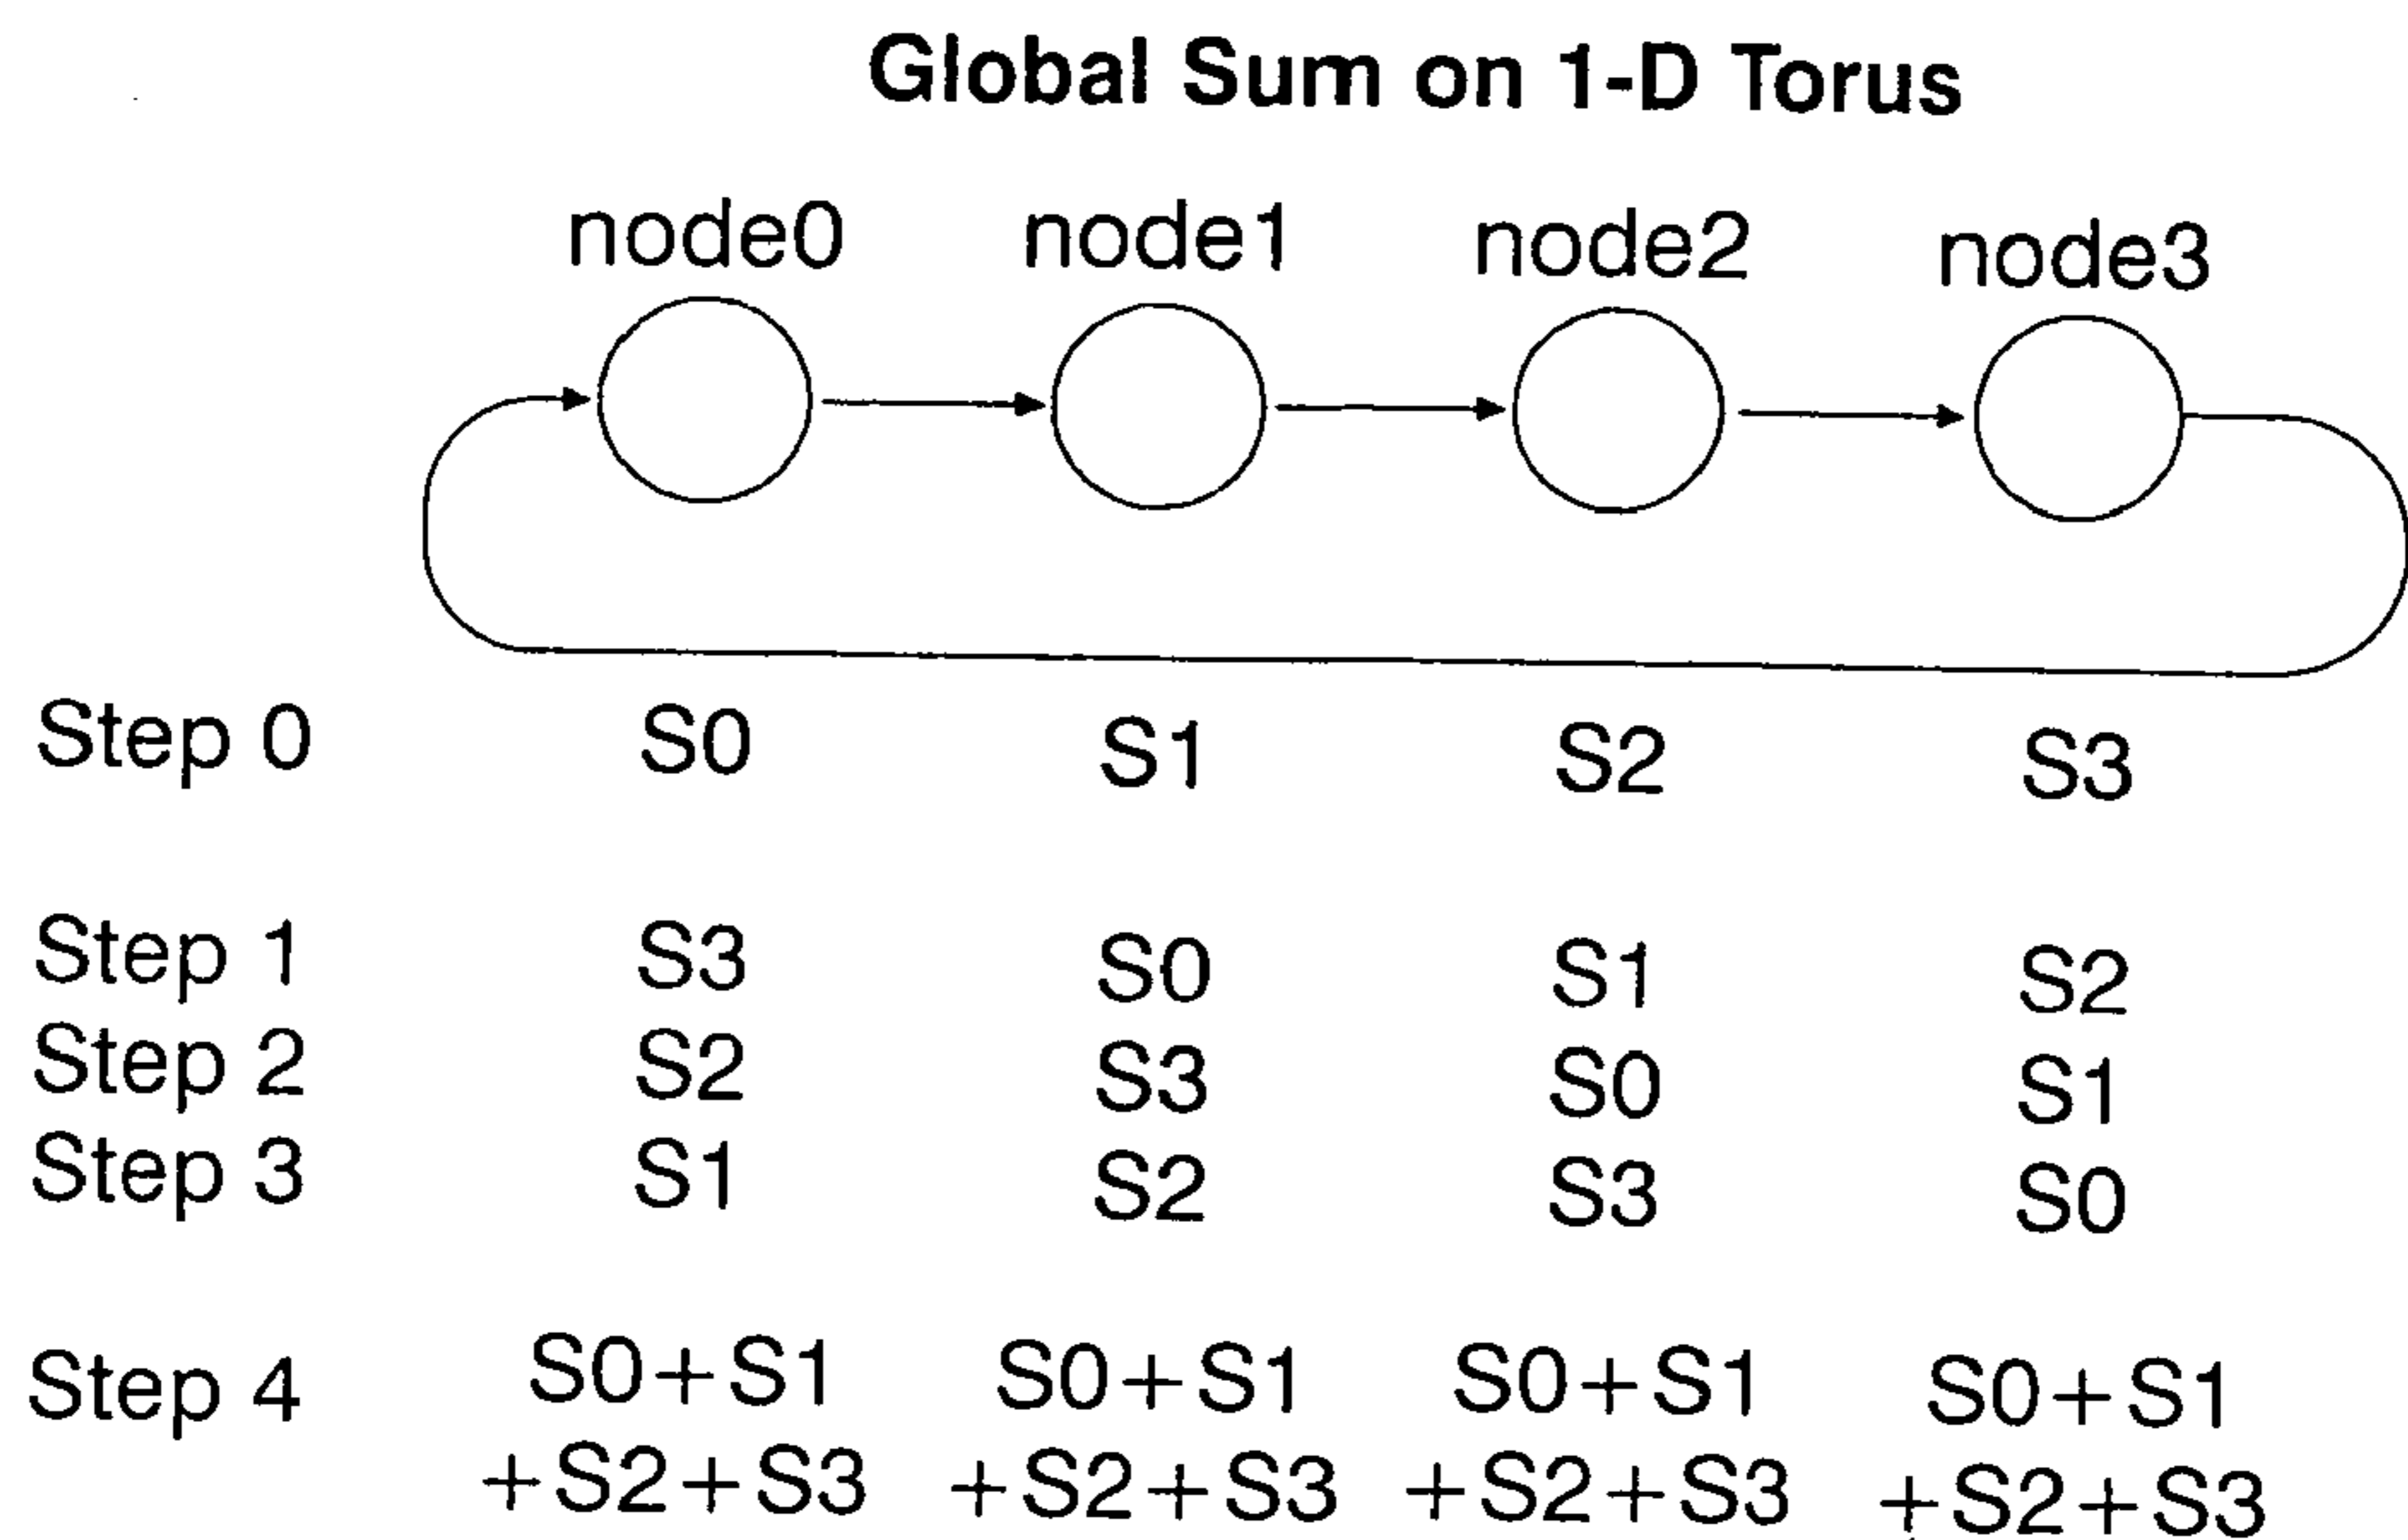 Global Sum on 1-D Torus
node0 node1 node2 node3
Step 0 S0 S1 S2 S3
Step 1 S3 S0 S1 S2
Step 2 S2 S3 S0 S1
Step 3 S1 S2 S3 S0
Step 4 S0+S1 S0+S1 S0+S1 S0+S1
+S2+S3 +S2+S3 +S2+S3 +S2+S3